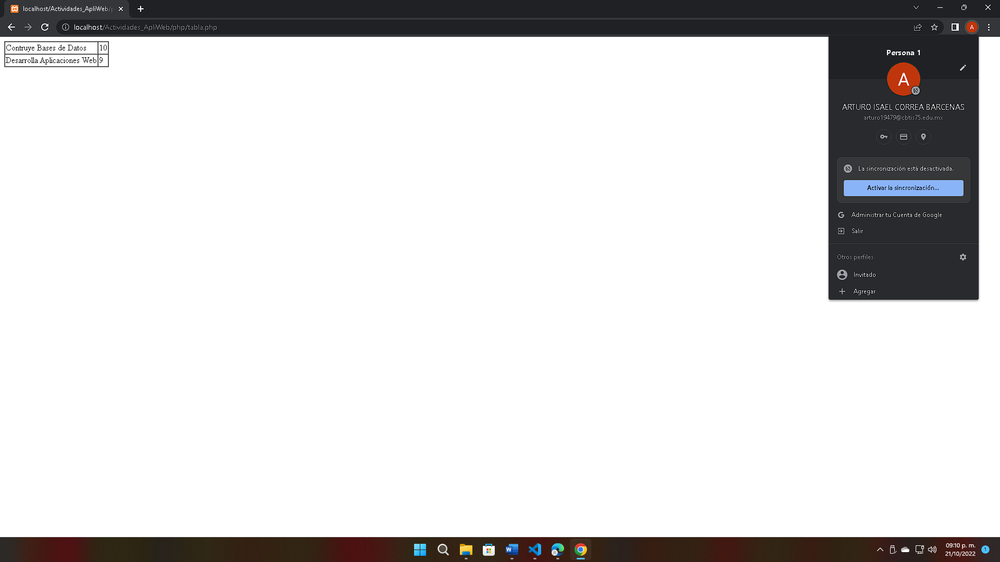 localhost/Actividades_ApliWeb/p
localhost/Actividades_ApliWeb/php/tabla.php
A
Contruye Bases de Datos 10
Desarrolla Aplicaciones Web 9
Persona 1
A
ARTURO ISAEL CORREA BARCENAS
arturo19479@cbtis75.edu.mx
La sincronización está desactivada.
Activar la sincronización...
Administrar tu Cuenta de Google
Salir
Otros perfiles
Invitado
Agregar
09:10 p. m.
21/10/2022
1